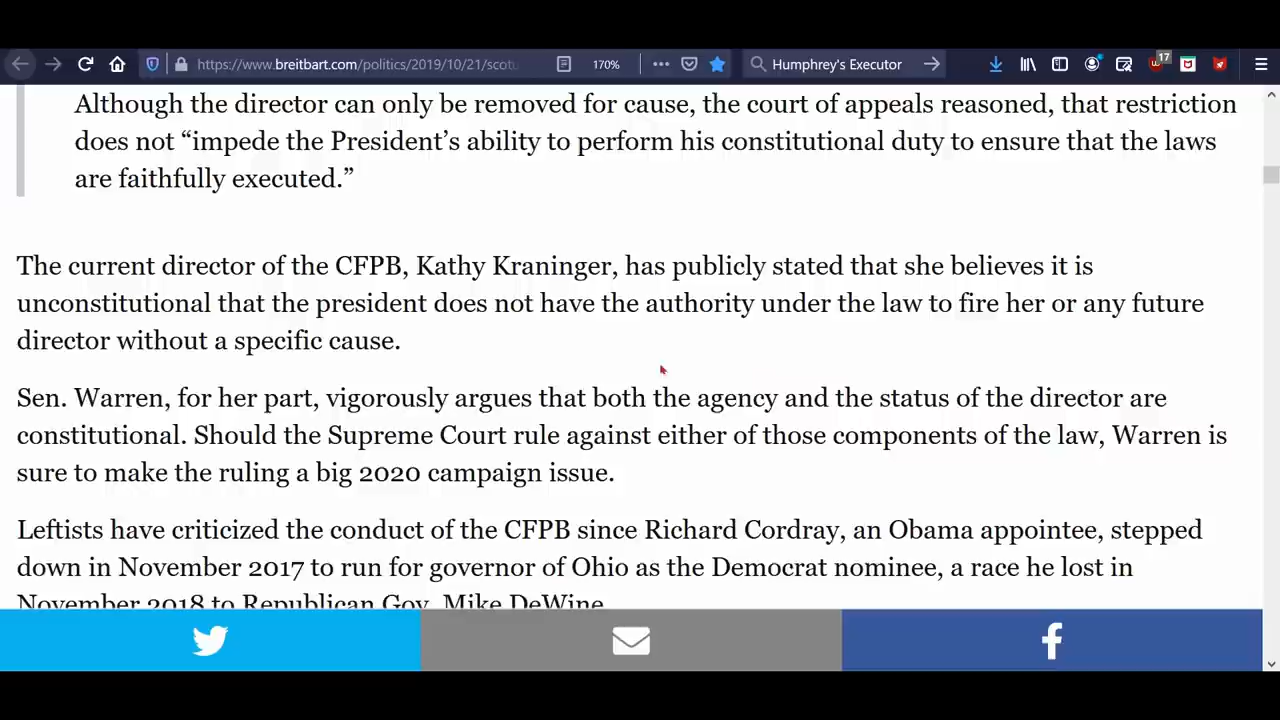 https://www.breitbart.com/politics/2019/10/21/scot
170%
Humphrey's Executor
17
Although the director can only be removed for cause, the court of appeals reasoned, that restriction
does not “impede the President’s ability to perform his constitutional duty to ensure that the laws
are faithfully executed.”
The current director of the CFPB, Kathy Kraninger, has publicly stated that she believes it is
unconstitutional that the president does not have the authority under the law to fire her or any future
director without a specific cause.
Sen. Warren, for her part, vigorously argues that both the agency and the status of the director are
constitutional. Should the Supreme Court rule against either of those components of the law, Warren is
sure to make the ruling a big 2020 campaign issue.
Leftists have criticized the conduct of the CFPB since Richard Cordray, an Obama appointee, stepped
down in November 2017 to run for governor of Ohio as the Democrat nominee, a race he lost in
November 2018 to Republican Gov. Mike DeWine.